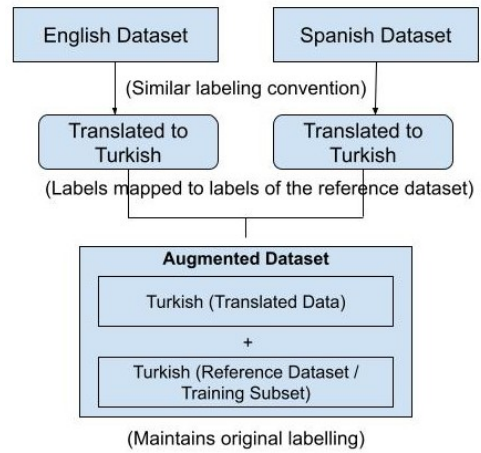 English Dataset
Spanish Dataset
(Similar labeling convention)
Translated to
Turkish
Translated to
Turkish
(Labels mapped to labels of the reference dataset)
Augmented Dataset
Turkish (Translated Data)
+
Turkish (Reference Dataset /
Training Subset)
(Maintains original labelling)